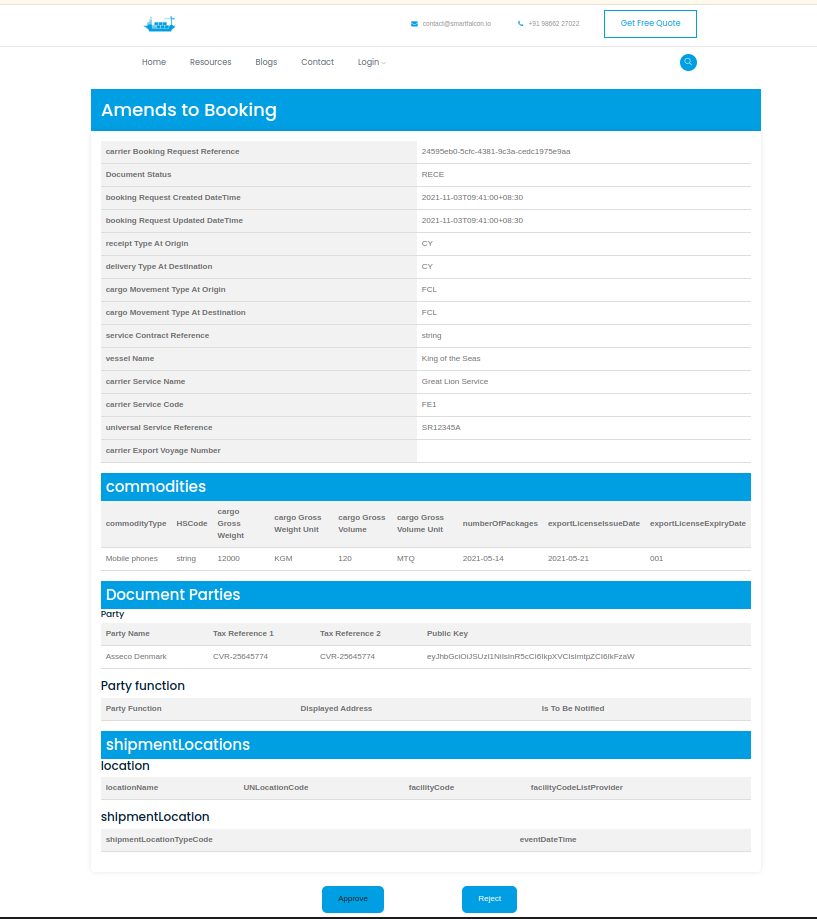 contact@smartfalcon.io +91 98662 27022 Get Free Quote
Home Resources Blogs Contact Login
Amends to Booking
carrier Booking Request Reference 24595eb0-5cfc-4381-9c3a-cedc1975e9aa
Document Status RECE
booking Request Created DateTime 2021-11-03T09:41:00+08:30
booking Request Updated DateTime 2021-11-03T09:41:00+08:30
receipt Type At Origin CY
delivery Type At Destination CY
cargo Movement Type At Origin FCL
cargo Movement Type At Destination FCL
service Contract Reference string
vessel Name King of the Seas
carrier Service Name Great Lion Service
carrier Service Code FE1
universal Service Reference SR12345A
carrier Export Voyage Number
commodities
commodityType HSCode cargo Gross Weight cargo Gross Weight Unit cargo Gross Volume cargo Gross Volume Unit numberOfPackages exportLicenseIssueDate exportLicenseExpiryDate
Mobile phones string 12000 KGM 120 MTQ 2021-05-14 2021-05-21 001
Document Parties
Party
Party Name Tax Reference 1 Tax Reference 2 Public Key
Asseco Denmark CVR-25645774 CVR-25645774 eyJhbGciOiJSUzI1NiIsInR5cCI6IkpXVCIsImtpZCI6IkFzaW
Party function
Party Function Displayed Address Is To Be Notified
shipmentLocations
location
locationName UNLocationCode facilityCode facilityCodeListProvider
shipmentLocation
shipmentLocationTypeCode eventDateTime
Approve Reject